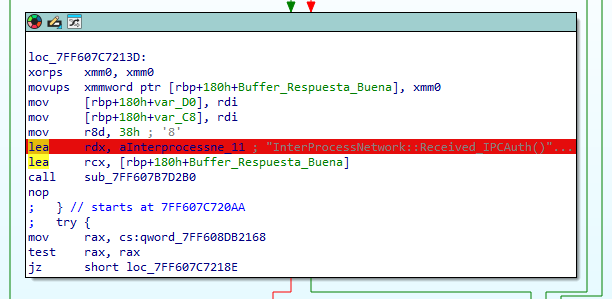 loc_7FF607C7213D:
xorps xmm0, xmm0
movups xmmword ptr [rbp+180h+Buffer_Respuesta_Buena], xmm0
mov [rbp+180h+var_D0], rdi
mov [rbp+180h+var_C8], rdi
mov r8d, 38h ; '8'
lea rdx, aInterprocessne_11 ; "InterProcessNetwork::Received_IPCAuth()"...
lea rcx, [rbp+180h+Buffer_Respuesta_Buena]
call sub_7FF607B7D2B0
nop
; } // starts at 7FF607C720AA
; try {
mov rax, cs:qword_7FF608DB2168
test rax, rax
jz short loc_7FF607C7218E